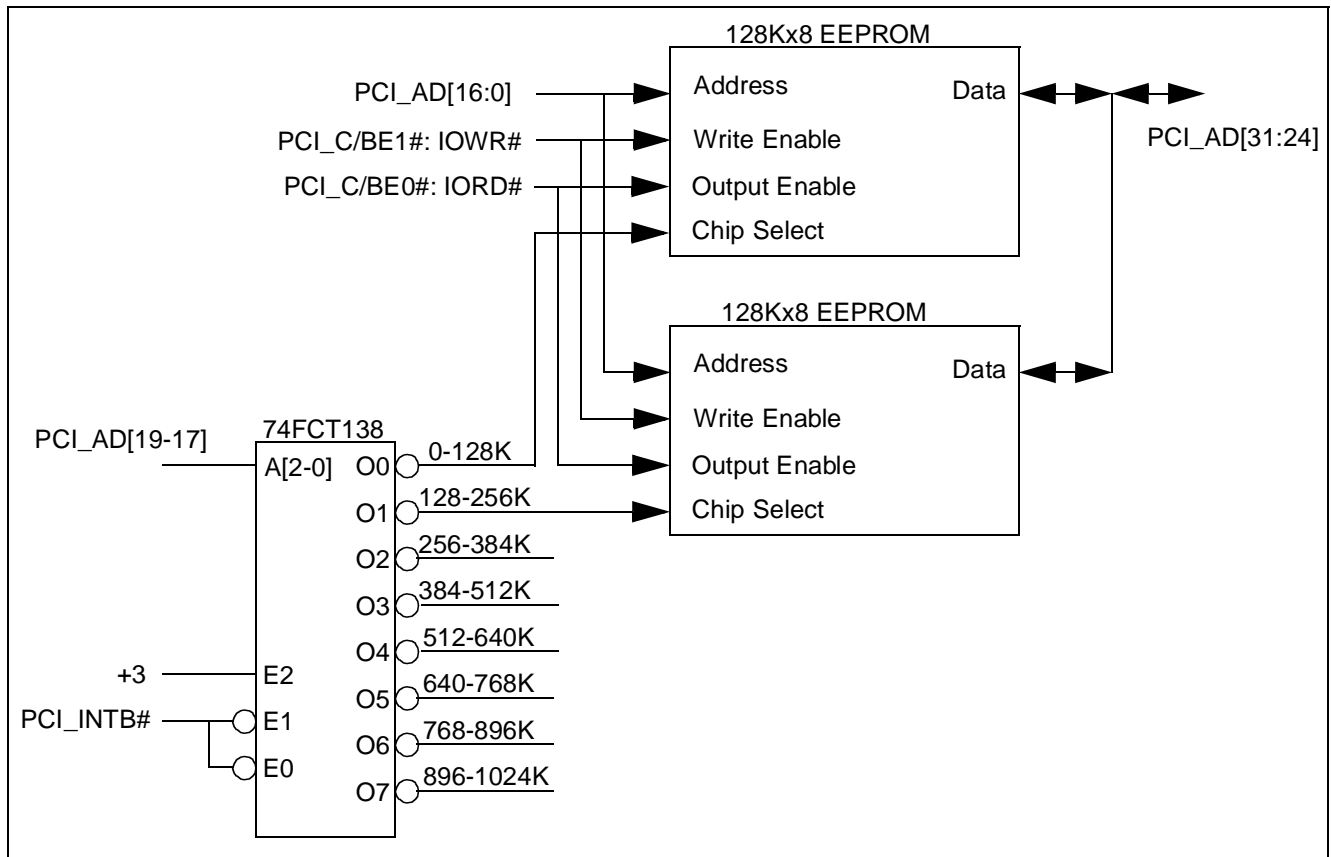 128Kx8 EEPROM
PCI_AD[16:0]
Address
Data
PCI_AD[31:24]
PCI_C/BE1#: IOWR#
Write Enable
PCI_C/BE0#: IORD#
Output Enable
Chip Select
128Kx8 EEPROM
Address
Data
Write Enable
Output Enable
Chip Select
PCI_AD[19-17]
74FCT138
A[2-0]
O0
0-128K
O1
128-256K
O2
256-384K
O3
384-512K
O4
512-640K
+3
E2
O5
640-768K
PCI_INTB#
E1
O6
768-896K
E0
O7
896-1024K